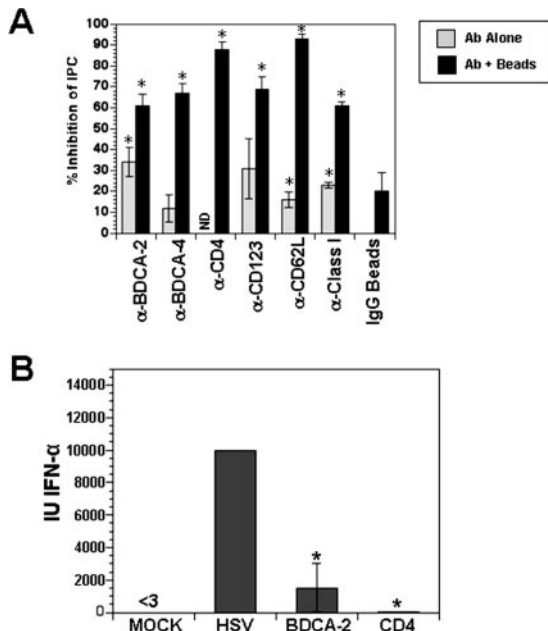 A
% Inhibition of IPC
100
90
80
70
60
50
40
30
20
10
0
*
*
*
*
*
*
*
*
*
ND
α-BDCA-2
α-BDCA-4
α-CD4
α-CD123
α-CD62L
α-Class I
IgG Beads
Ab Alone
Ab + Beads
B
IU IFN-α
14000
12000
10000
8000
6000
4000
2000
0
<3
*
*
MOCK
HSV
BDCA-2
CD4